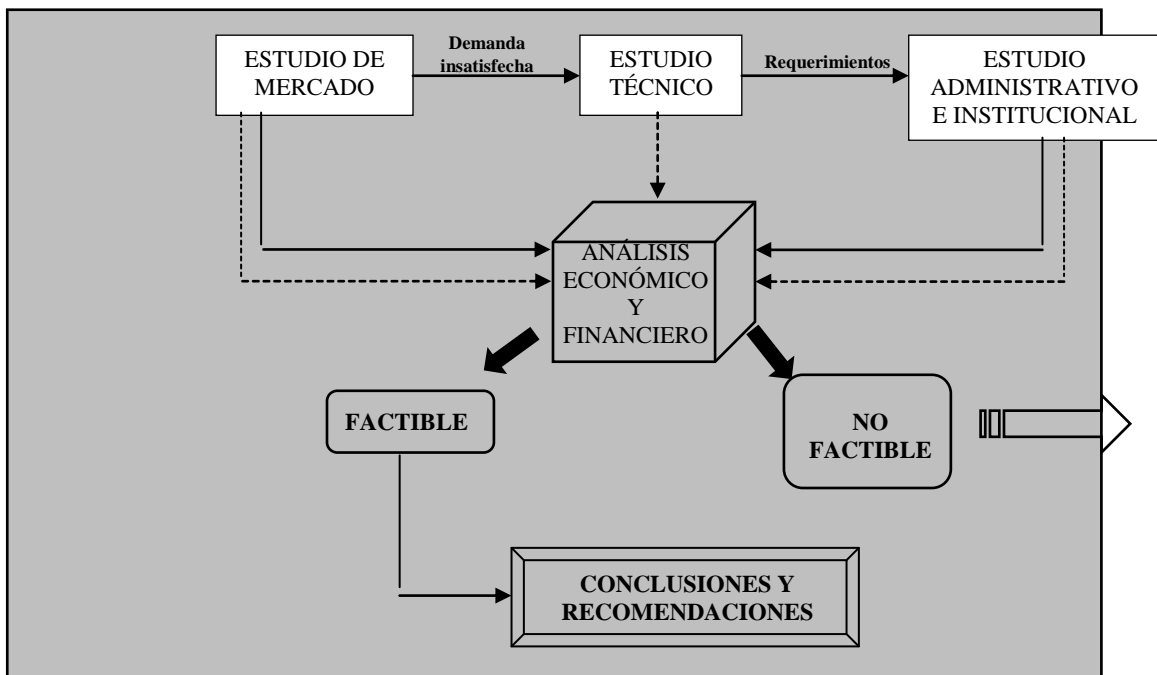 ESTUDIO DE
MERCADO
Demanda
insatisfecha
ESTUDIO
TÉCNICO
Requerimientos
ESTUDIO
ADMINISTRATIVO
E INSTITUCIONAL
ANÁLISIS
ECONÓMICO
Y
FINANCIERO
FACTIBLE
NO
FACTIBLE
CONCLUSIONES Y
RECOMENDACIONES